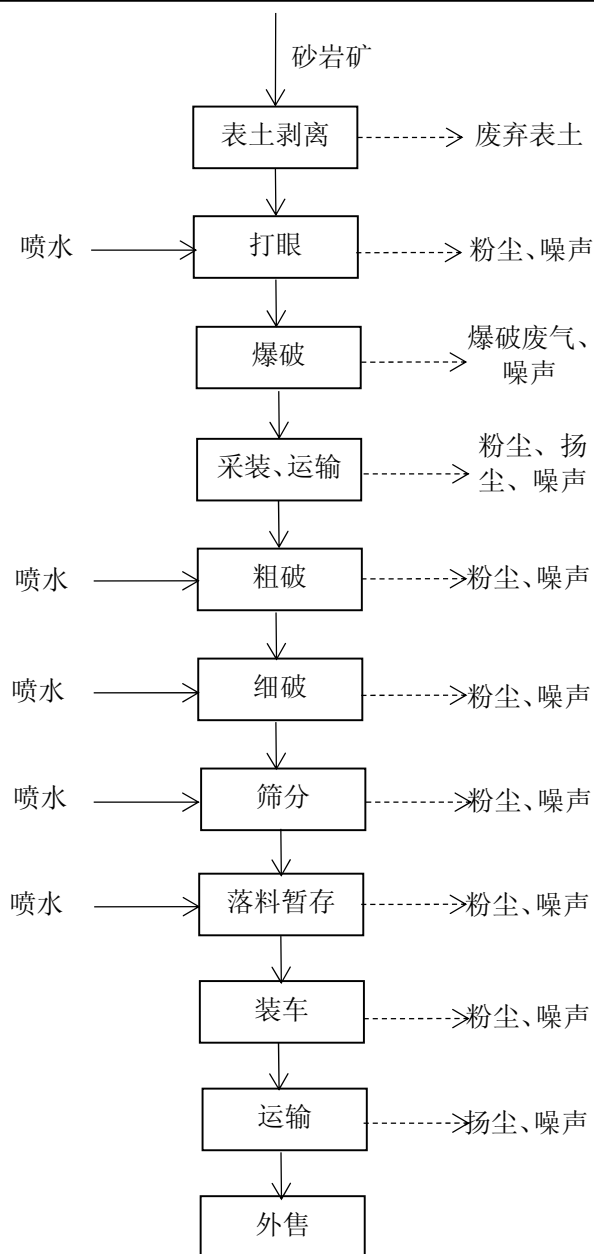 砂岩矿
表土剥离
废弃表土
喷水
打眼
粉尘、噪声
爆破
爆破废气、
噪声
采装、运输
粉尘、扬
尘、噪声
喷水
粗破
粉尘、噪声
喷水
细破
粉尘、噪声
喷水
筛分
粉尘、噪声
喷水
落料暂存
粉尘、噪声
装车
粉尘、噪声
运输
扬尘、噪声
外售